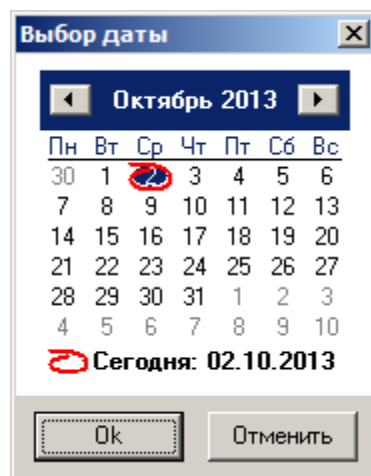 Выбор даты
Октябрь 2013
Пн Вт Ср Чт Пт Сб Вс
30 1 2 3 4 5 6
7 8 9 10 11 12 13
14 15 16 17 18 19 20
21 22 23 24 25 26 27
28 29 30 31 1 2 3
4 5 6 7 8 9 10
Сегодня: 02.10.2013
Ok Отменить